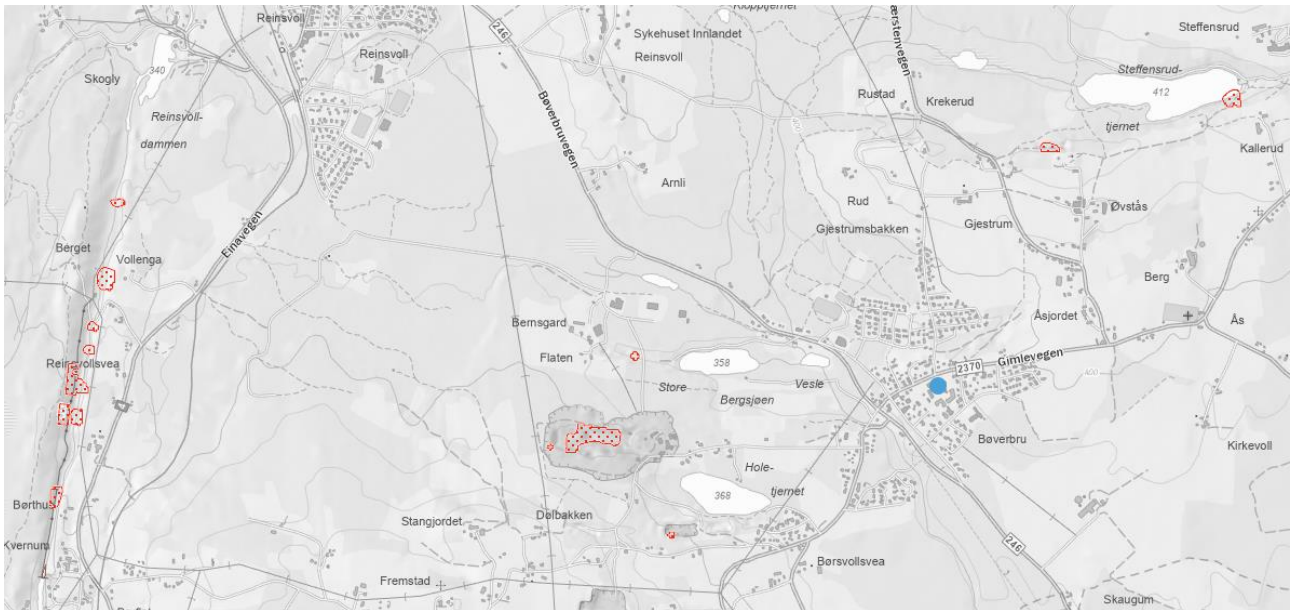 Reinsvoll
246
Klopptjernet
Sykehuset Innlandet
Reinsvoll
Steffensrud
Skogly
340
Reinsvoll
Steffensrud-
412
tjernet
Reinsvoll-
dammen
Bøverbruvegen
Rustad
Krekerud
Kallerud
Arnli
Rud
Øvstås
Gjestrumsbakken
Gjestrum
Einavegen
Berget
Vollenga
Berg
Bernsgard
Åsjordet
Ås
Flaten
358
Store
Bergsjøen
Vesle
2370
Gimlevegen
Reinsvollsvea
Bøverbru
Kirkevoll
Hole-
tjernet
368
Børthus
Stangjordet
Dølbakken
Kvernum
246
Børsvollsvea
Fremstad
Skaugum